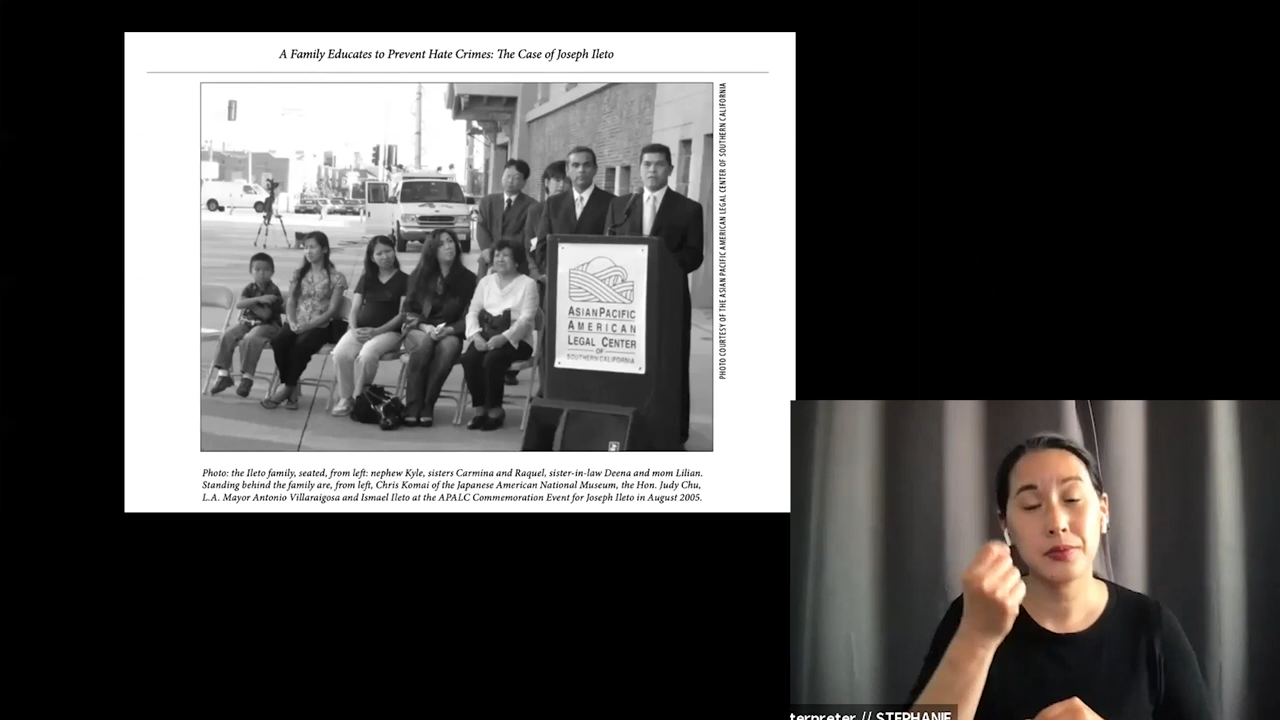 A Family Educates to Prevent Hate Crimes: The Case of Joseph Ileto
PHOTO COURTESY OF THE ASIAN PACIFIC AMERICAN LEGAL CENTER OF SOUTHERN CALIFORNIA
ASIAN PACIFIC
AMERICAN
LEGAL CENTER
OF
SOUTHERN CALIFORNIA
Photo: the Ileto family, seated, from left: nephew Kyle, sisters Carmina and Raquel, sister-in-law Deena and mom Lilian.
Standing behind the family are, from left, Chris Komai of the Japanese American National Museum, the Hon. Judy Chu,
L.A. Mayor Antonio Villaraigosa and Ismael Ileto at the APALC Commemoration Event for Joseph Ileto in August 2005.
terpreter // STEPHANIE